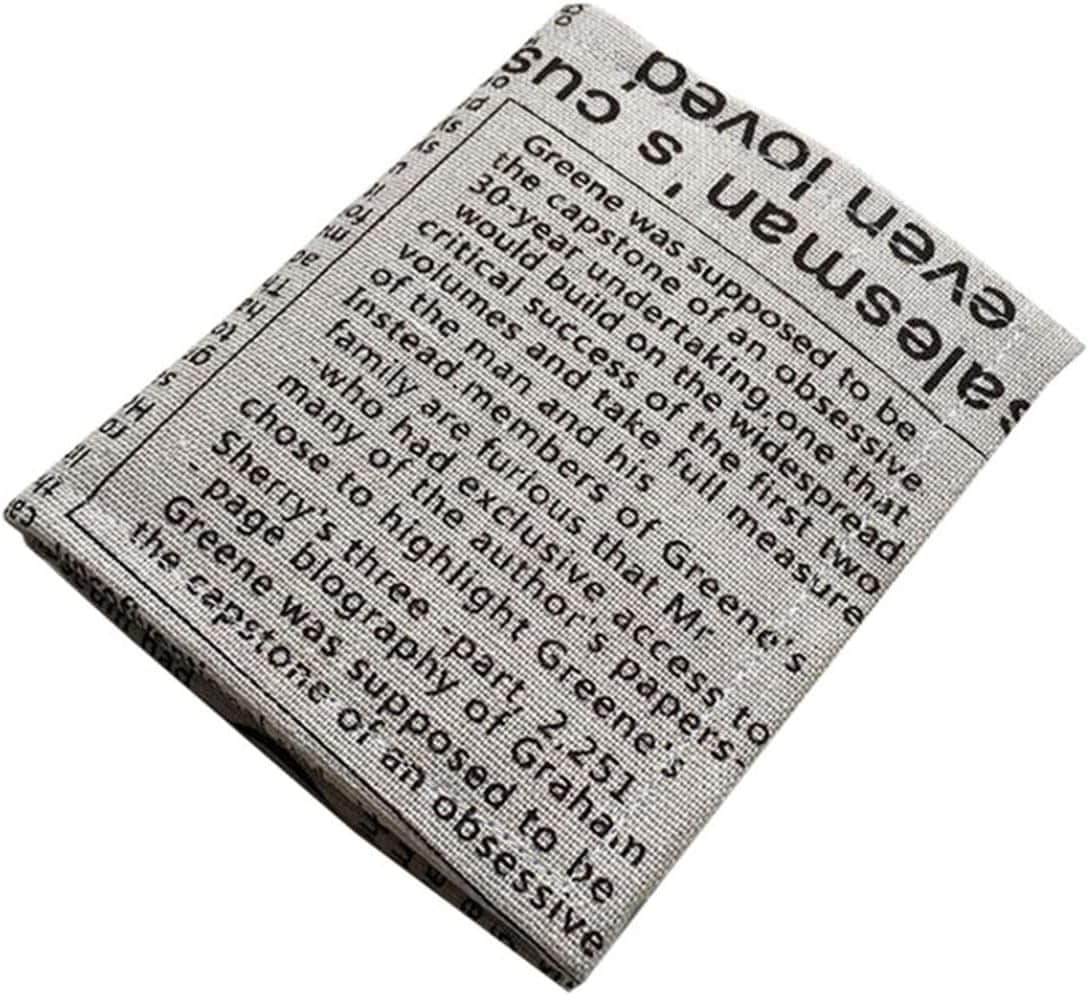 even loved
alesman's cus
Greene was supposed to be
the capstone of an obsessive
30-year undertaking,one that
would build on the widespread
critical success of the first two
volumes and take full measure
of the man and his
Instead.members of Greene's
family are furious that Mr
-who had exclusive access to
many of the author's papers-
chose to highlight Greene's
Sherry's three -part, 2,251
-page biography of Graham
Greene was supposed to be
the capstone of an obsessive